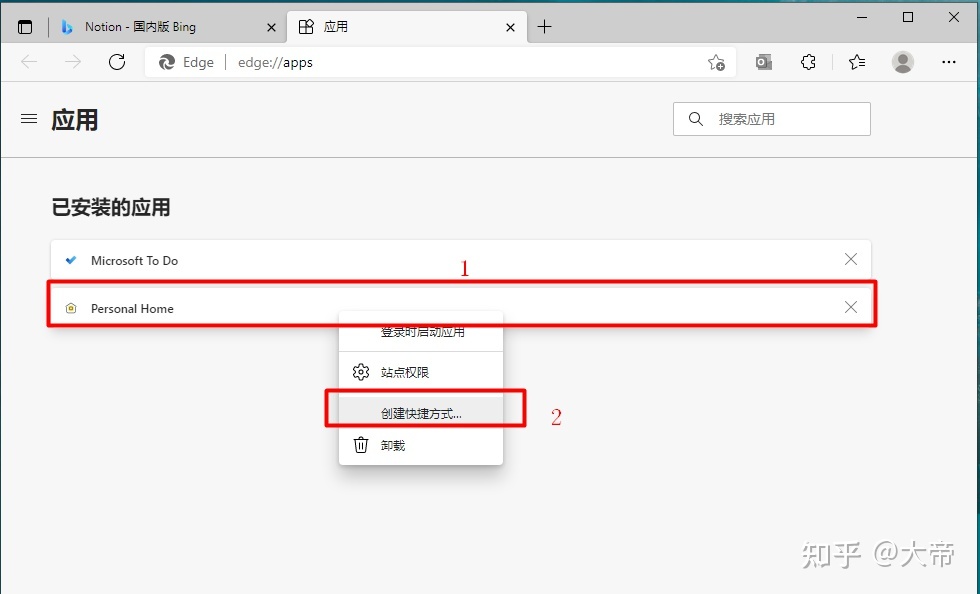 Notion - 国内版 Bing
应用
Edge
edge://apps
应用
搜索应用
已安装的应用
Microsoft To Do
1
Personal Home
登录时启动应用
站点权限
创建快捷方式...
2
卸载
知乎 @大帝